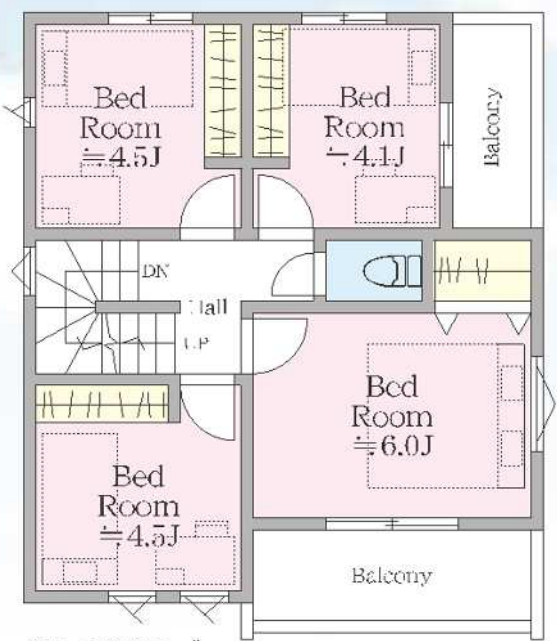 Bed
Room
≒4.5J
Bed
Room
≒4.1J
Balcony
DN
Hall
UP
Bed
Room
≒6.0J
Bed
Room
≒4.5J
Balcony